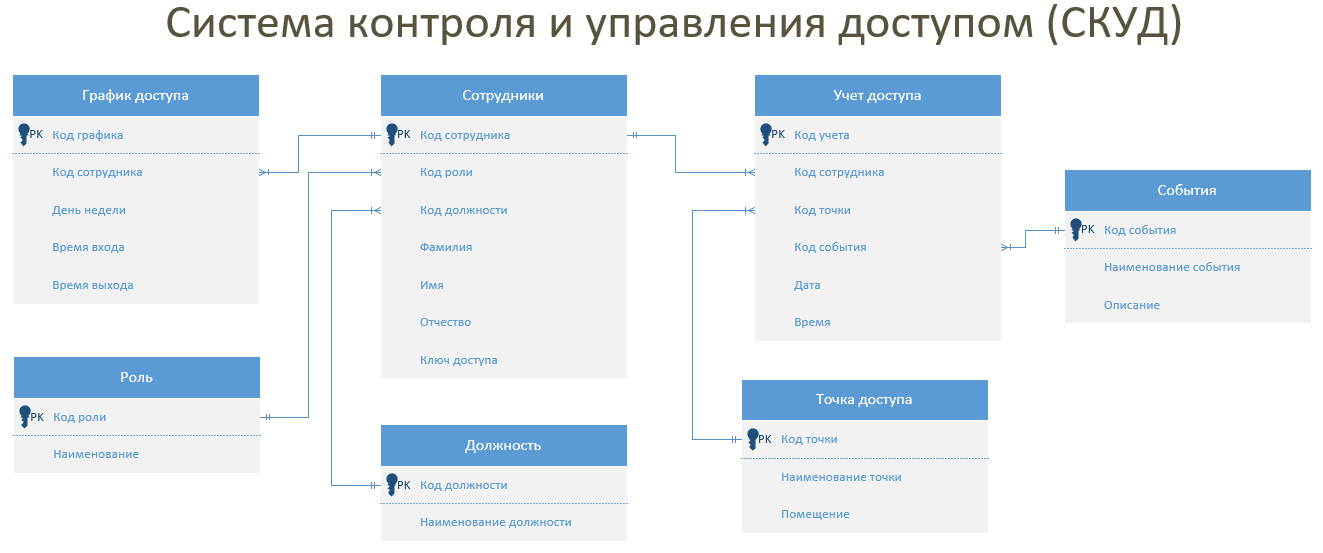 Система контроля и управления доступом (СКУД)
График доступа
PK Код графика
Код сотрудника
День недели
Время входа
Время выхода
Роль
PK Код роли
Наименование
Сотрудники
PK Код сотрудника
Код роли
Код должности
Фамилия
Имя
Отчество
Ключ доступа
Должность
PK Код должности
Наименование должности
Учет доступа
PK Код учета
Код сотрудника
Код точки
Код события
Дата
Время
Точка доступа
PK Код точки
Наименование точки
Помещение
События
PK Код события
Наименование события
Описание